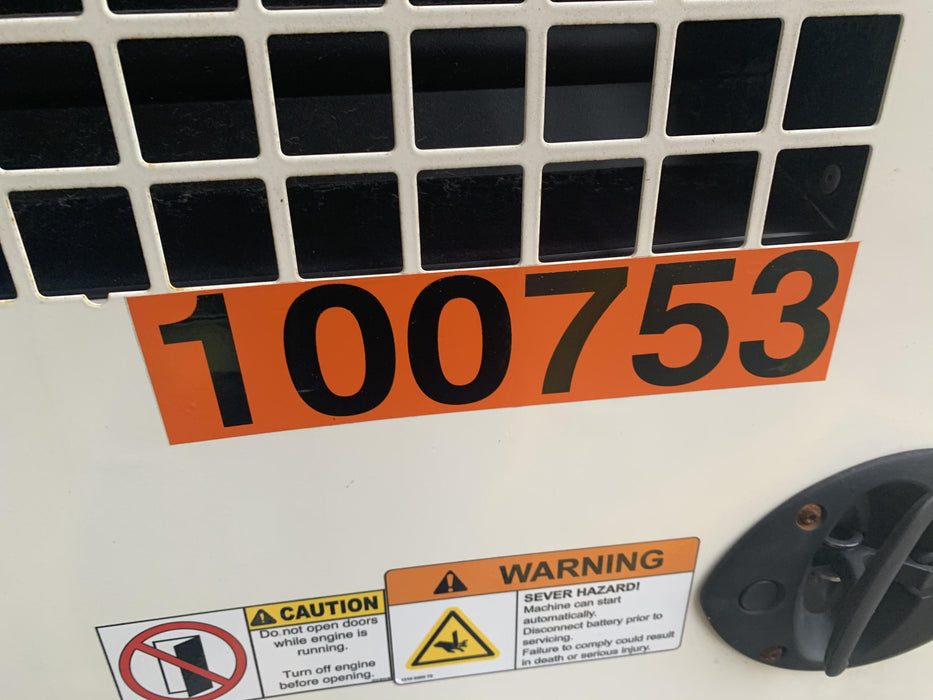 100753
WARNING
SEVER HAZARD!
Machine can start
automatically.
Disconnect battery prior to
servicing.
Failure to comply could result
in death or serious injury.
CAUTION
Do not open doors
while engine is
running.
Turn off engine
before opening.